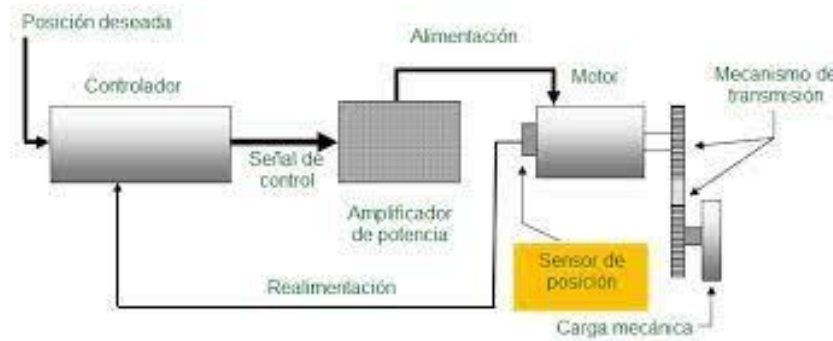 Posición deseada
Controlador
Señal de
control
Alimentación
Amplificador
de potencia
Motor
Mecanismo de
transmisión
Sensor de
posición
Realimentación
Carga mecánica